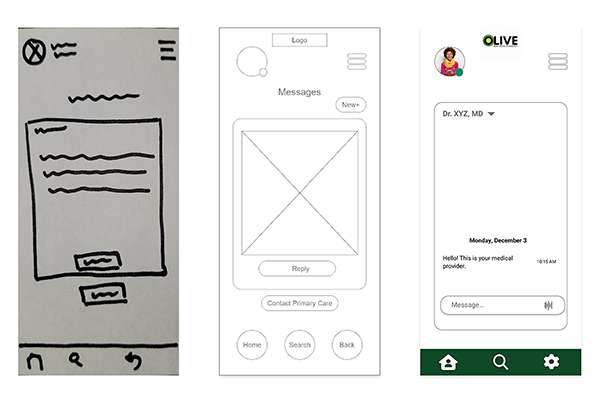 Logo
Messages
New+
Reply
Contact Primary Care
Home
Search
Back
OLIVE
Dr. XYZ, MD
Monday, December 3
Hello! This is your medical
provider.
10:15 AM
Message...